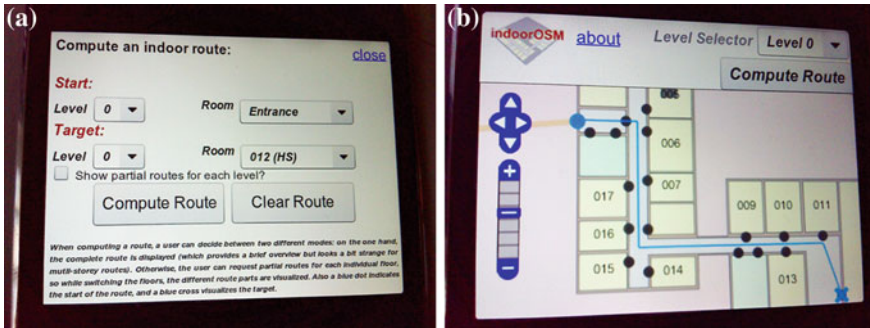 (a)
Compute an indoor route:
close
Start:
Level 0 Room Entrance
Target:
Level 0 Room 012 (HS)
Show partial routes for each level?
Compute Route Clear Route
When computing a route, a user can decide between two different modes: on the one hand,
the complete route is displayed (which provides a brief overview but looks a bit strange for
mutli-storey routes). Otherwise, the user can request partial routes for each individual floor,
so while switching the floors, the different route parts are visualized. Also a blue dot indicates
the start of the route, and a blue cross visualizes the target.
(b)
indoorOSM about Level Selector Level 0
Compute Route
005
006
007
017
009 010 011
016
015 014
013